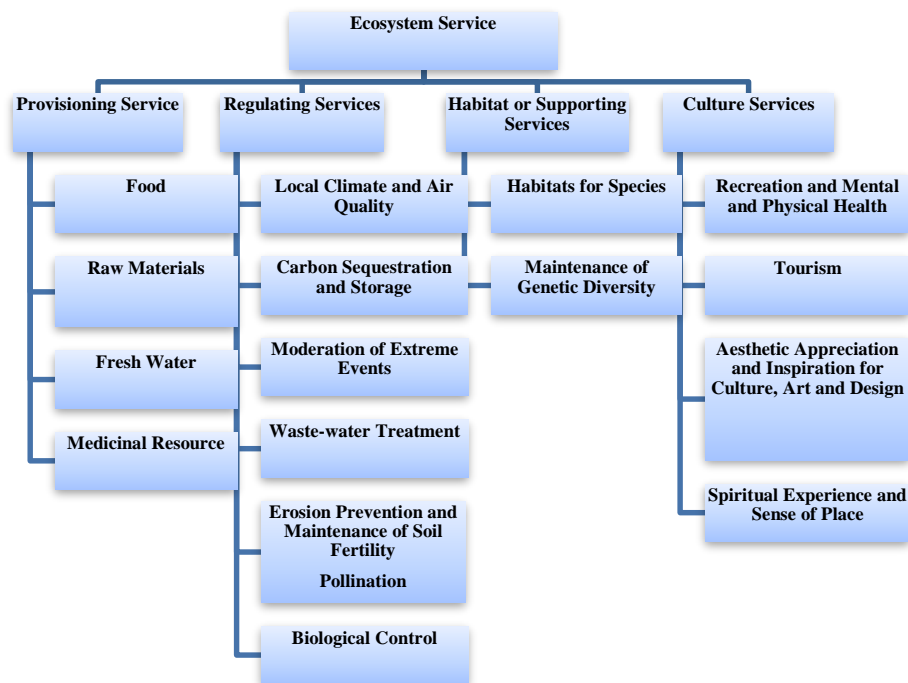 Ecosystem Service
Provisioning Service
Food
Raw Materials
Fresh Water
Medicinal Resource
Regulating Services
Local Climate and Air
Quality
Carbon Sequestration
and Storage
Moderation of Extreme
Events
Waste-water Treatment
Erosion Prevention and
Maintenance of Soil
Fertility
Pollination
Biological Control
Habitat or Supporting
Services
Habitats for Species
Maintenance of
Genetic Diversity
Culture Services
Recreation and Mental
and Physical Health
Tourism
Aesthetic Appreciation
and Inspiration for
Culture, Art and Design
Spiritual Experience and
Sense of Place